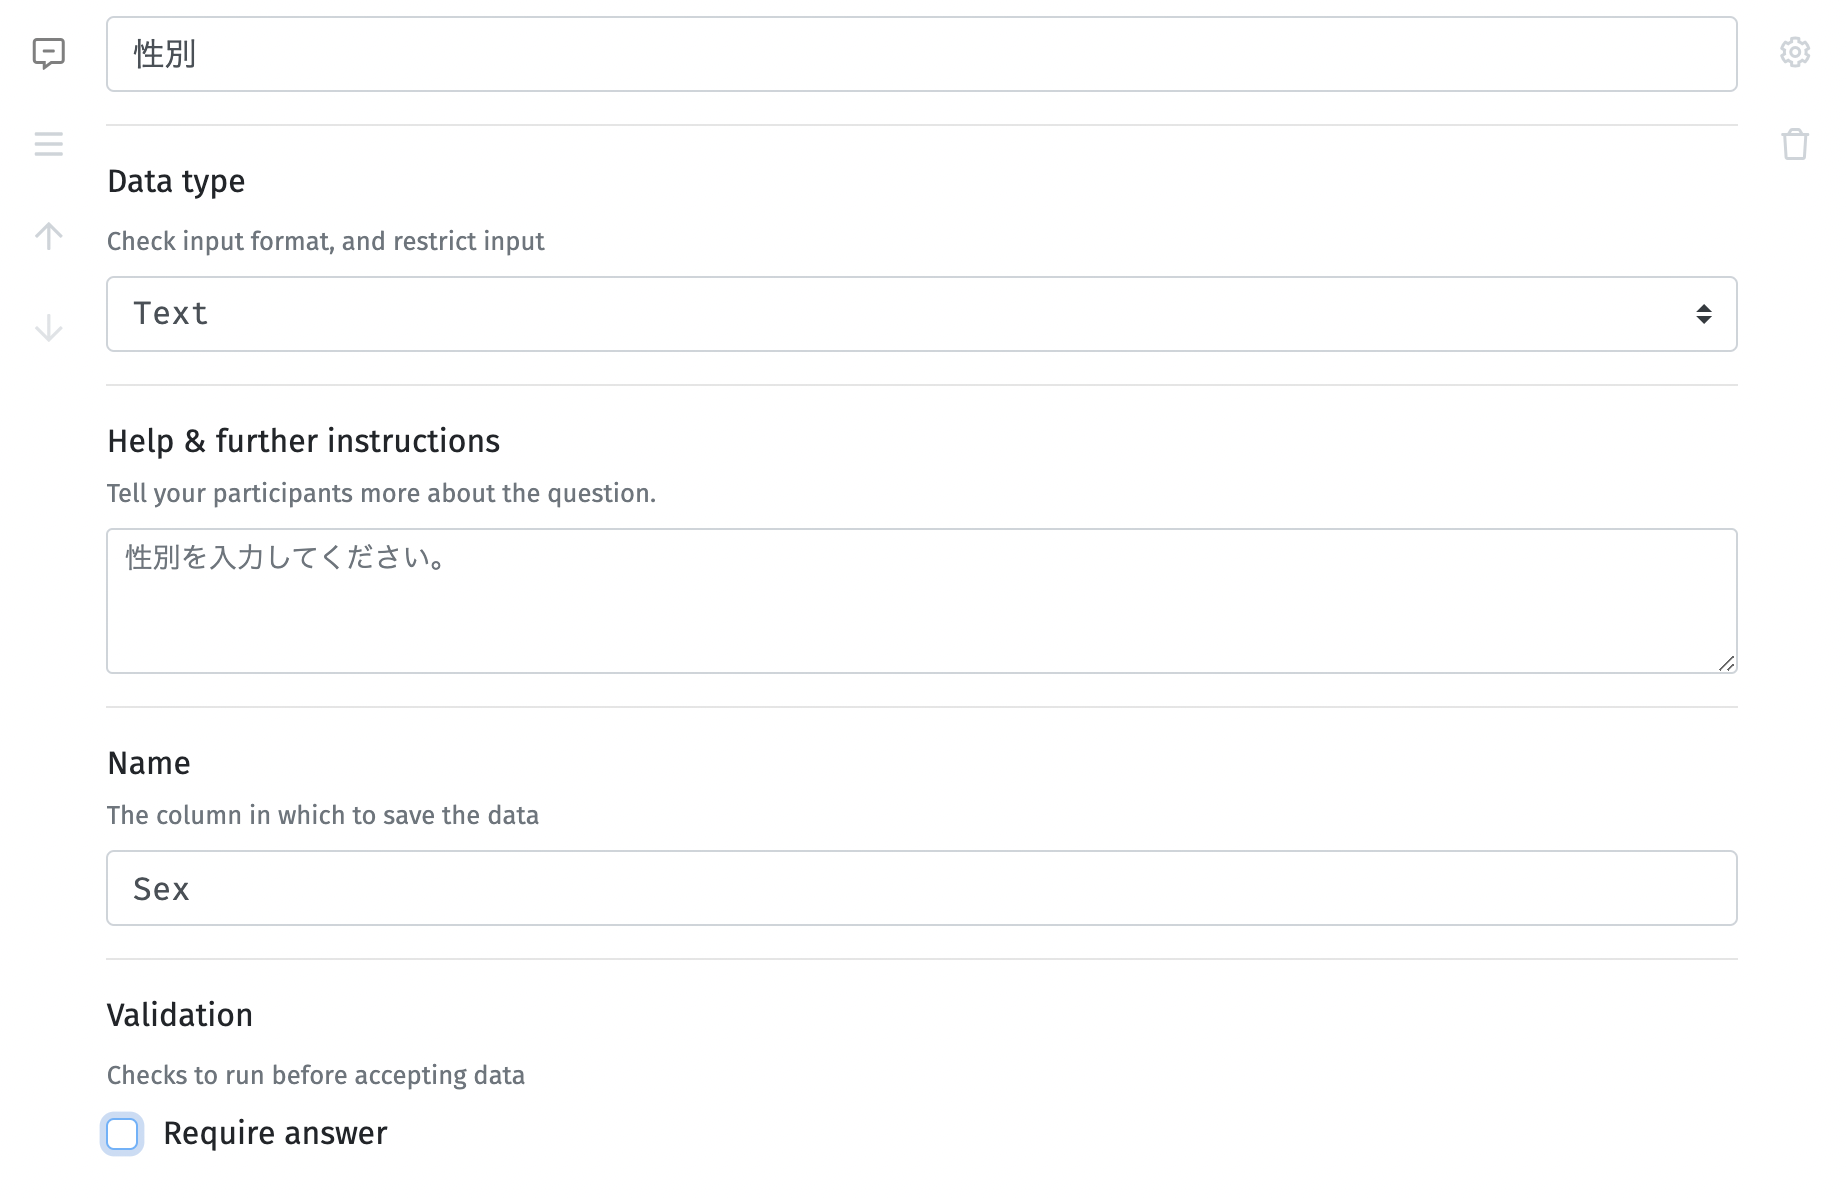 性別
Data type
Check input format, and restrict input
Text
Help & further instructions
Tell your participants more about the question.
性別を入力してください。
Name
The column in which to save the data
Sex
Validation
Checks to run before accepting data
Require answer